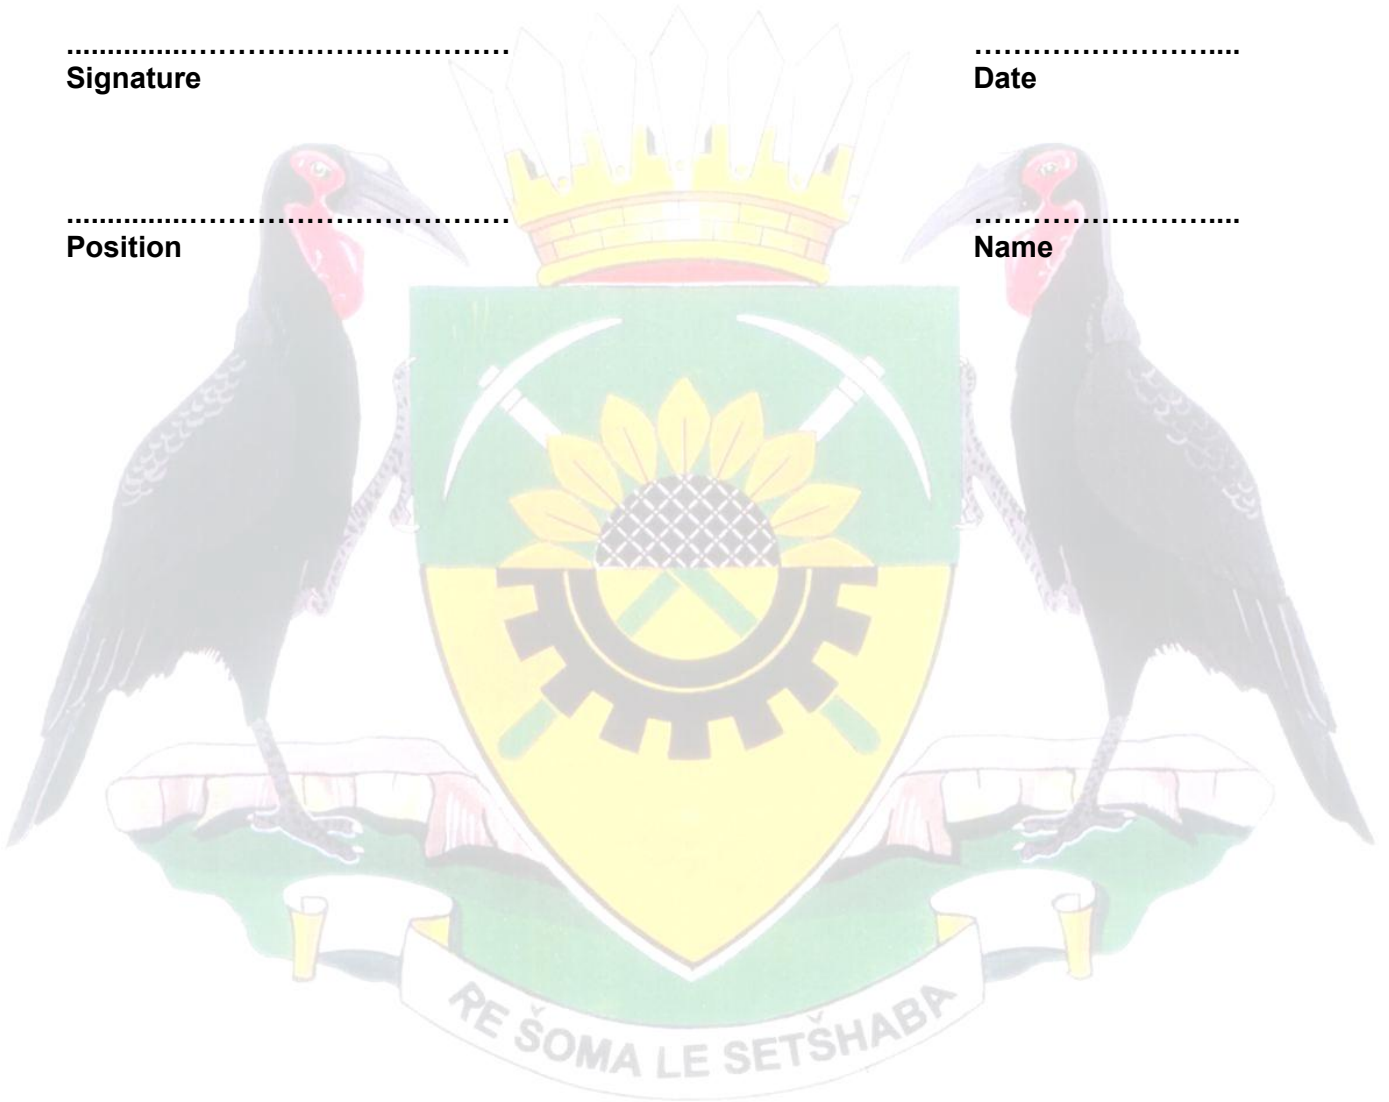 ...............………………………………    ……………………....
Signature    Date
...............………………………………    ……………………....
Position    Name
RE ŠOMA LE SETŠHABA